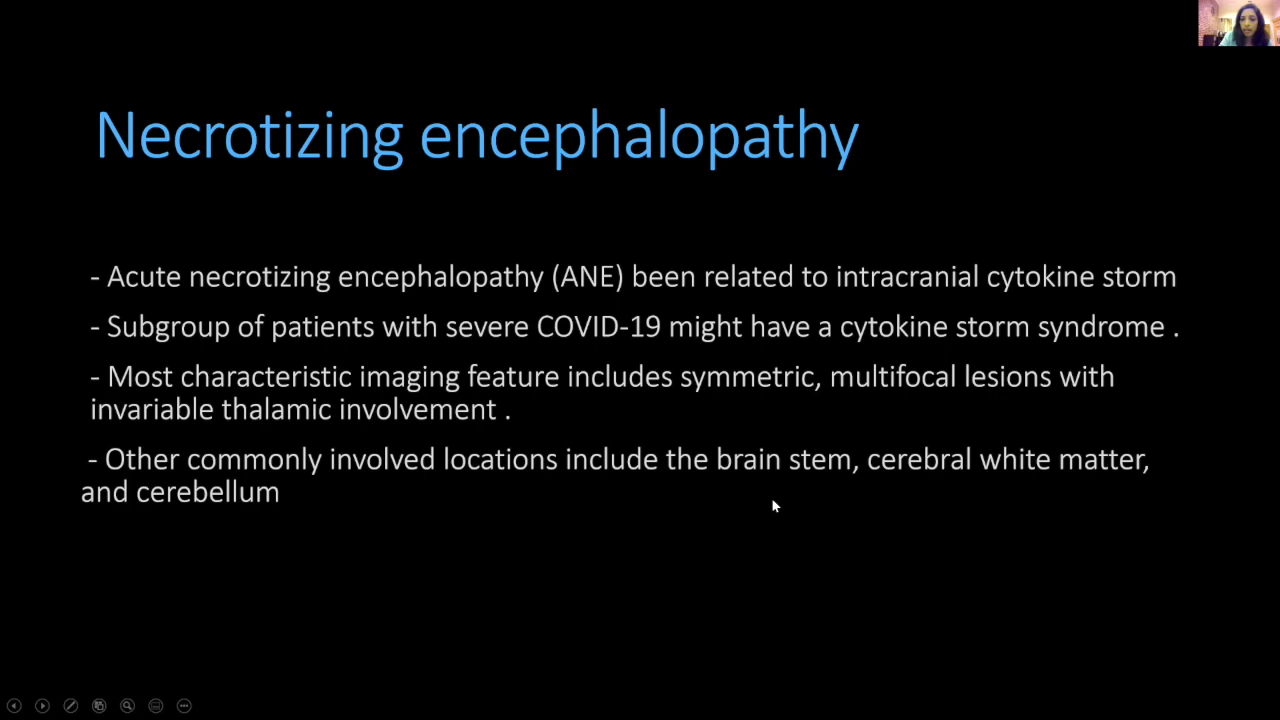 Necrotizing encephalopathy
- Acute necrotizing encephalopathy (ANE) been related to intracranial cytokine storm
- Subgroup of patients with severe COVID-19 might have a cytokine storm syndrome .
- Most characteristic imaging feature includes symmetric, multifocal lesions with
invariable thalamic involvement .
- Other commonly involved locations include the brain stem, cerebral white matter,
and cerebellum